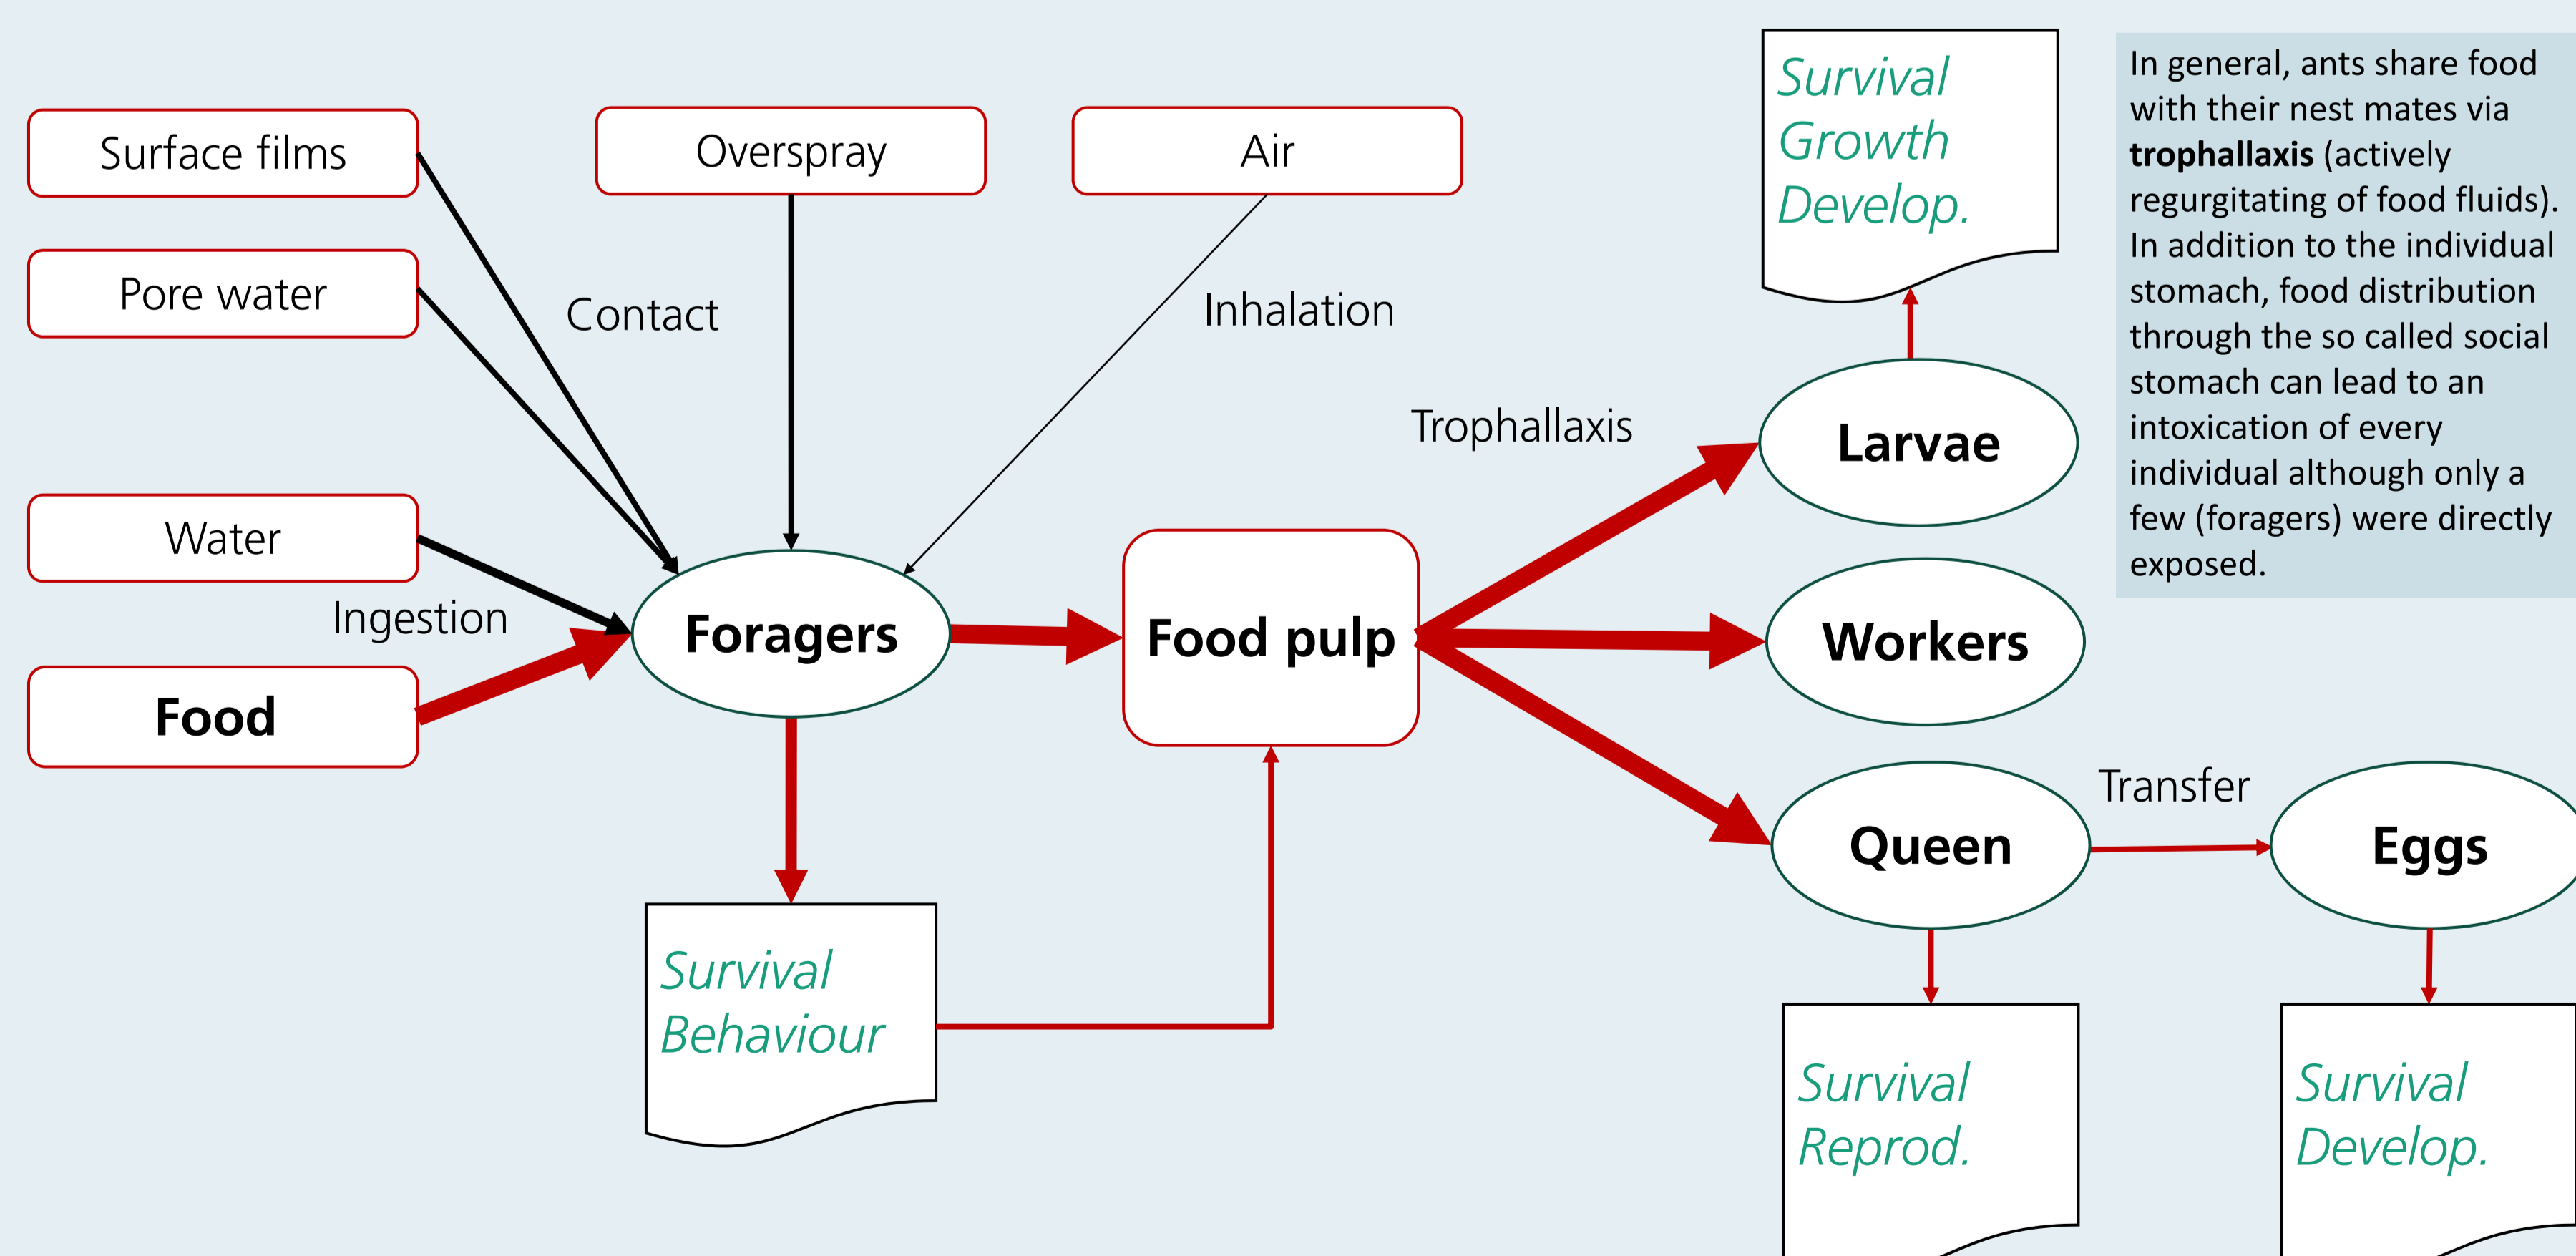 Surface films
Overspray
Air
Pore water
Contact
Inhalation
Water
Ingestion
Food
Foragers
Food pulp
Survival
Behaviour
Trophallaxis
Survival
Growth
Develop.
Larvae
Workers
Queen
Transfer
Eggs
Survival
Reprod.
Survival
Develop.
In general, ants share food
with their nest mates via
trophallaxis (actively
regurgitating of food fluids).
In addition to the individual
stomach, food distribution
through the so called social
stomach can lead to an
intoxication of every
individual although only a
few (foragers) were directly
exposed.